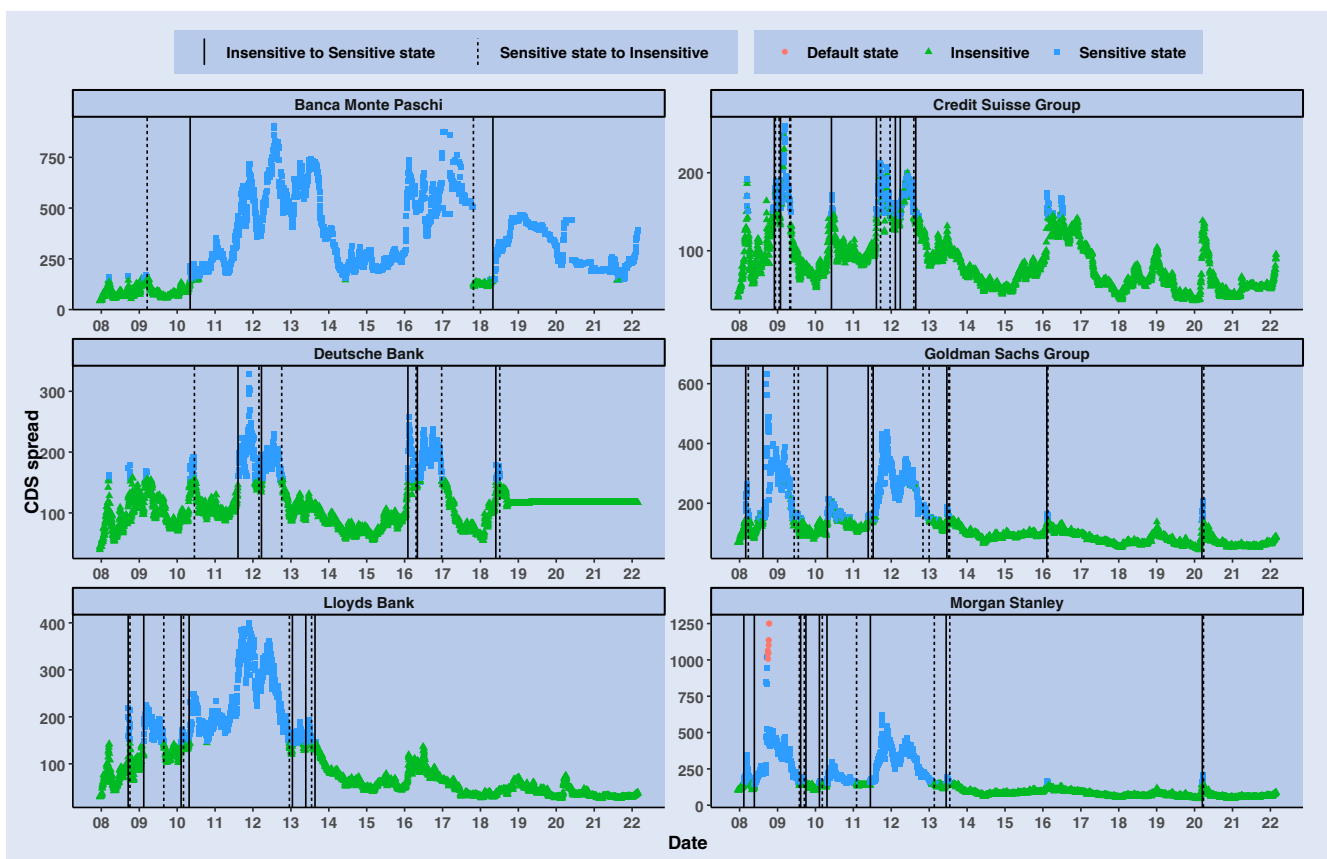 Insensitive to Sensitive state Sensitive state to Insensitive Default state Insensitive Sensitive state
Banca Monte Paschi
750
500
250
0
08 09 10 11 12 13 14 15 16 17 18 19 20 21 22
Credit Suisse Group
200
100
08 09 10 11 12 13 14 15 16 17 18 19 20 21 22
CDS spread
Deutsche Bank
300
200
100
08 09 10 11 12 13 14 15 16 17 18 19 20 21 22
Goldman Sachs Group
600
400
200
08 09 10 11 12 13 14 15 16 17 18 19 20 21 22
Lloyds Bank
400
300
200
100
08 09 10 11 12 13 14 15 16 17 18 19 20 21 22
Morgan Stanley
1250
1000
750
500
250
0
08 09 10 11 12 13 14 15 16 17 18 19 20 21 22
Date